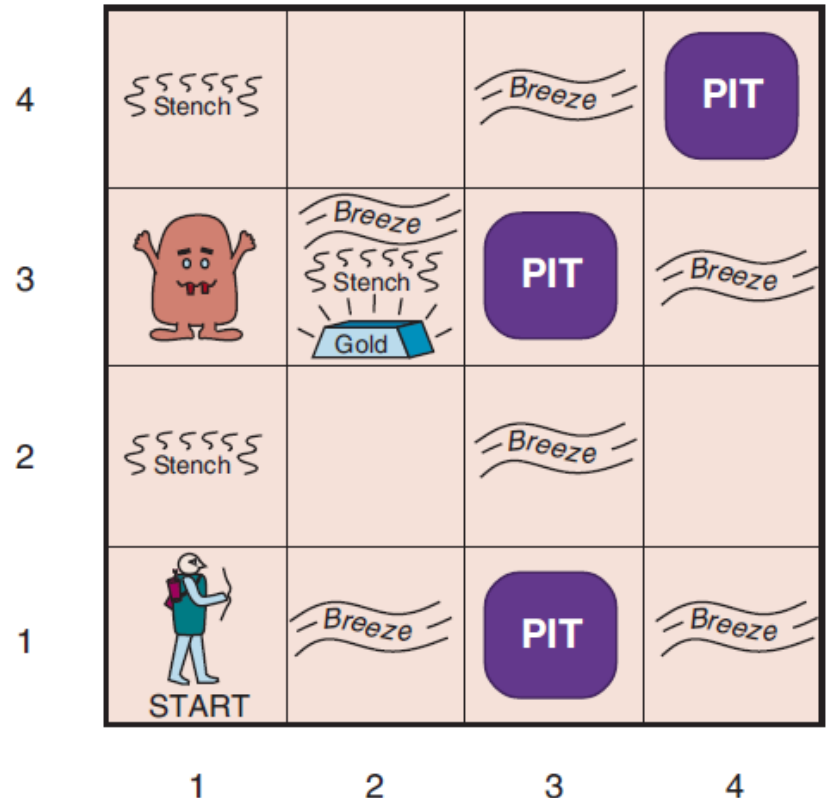 4
Stench
Breeze
PIT
3
Breeze
Stench
Gold
PIT
Breeze
2
Stench
Breeze
1
START
Breeze
PIT
Breeze
1 2 3 4